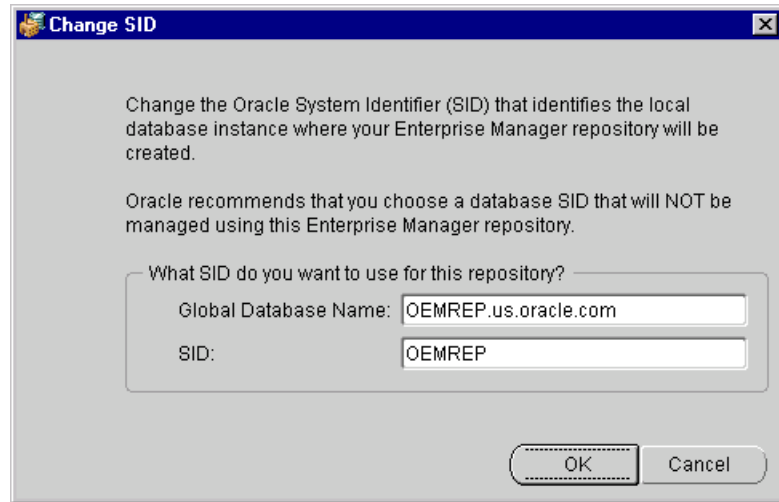 Change SID
Change the Oracle System Identifier (SID) that identifies the local
database instance where your Enterprise Manager repository will be
created.
Oracle recommends that you choose a database SID that will NOT be
managed using this Enterprise Manager repository.
What SID do you want to use for this repository?
Global Database Name: OEMREP.us.oracle.com
SID: OEMREP
OK Cancel